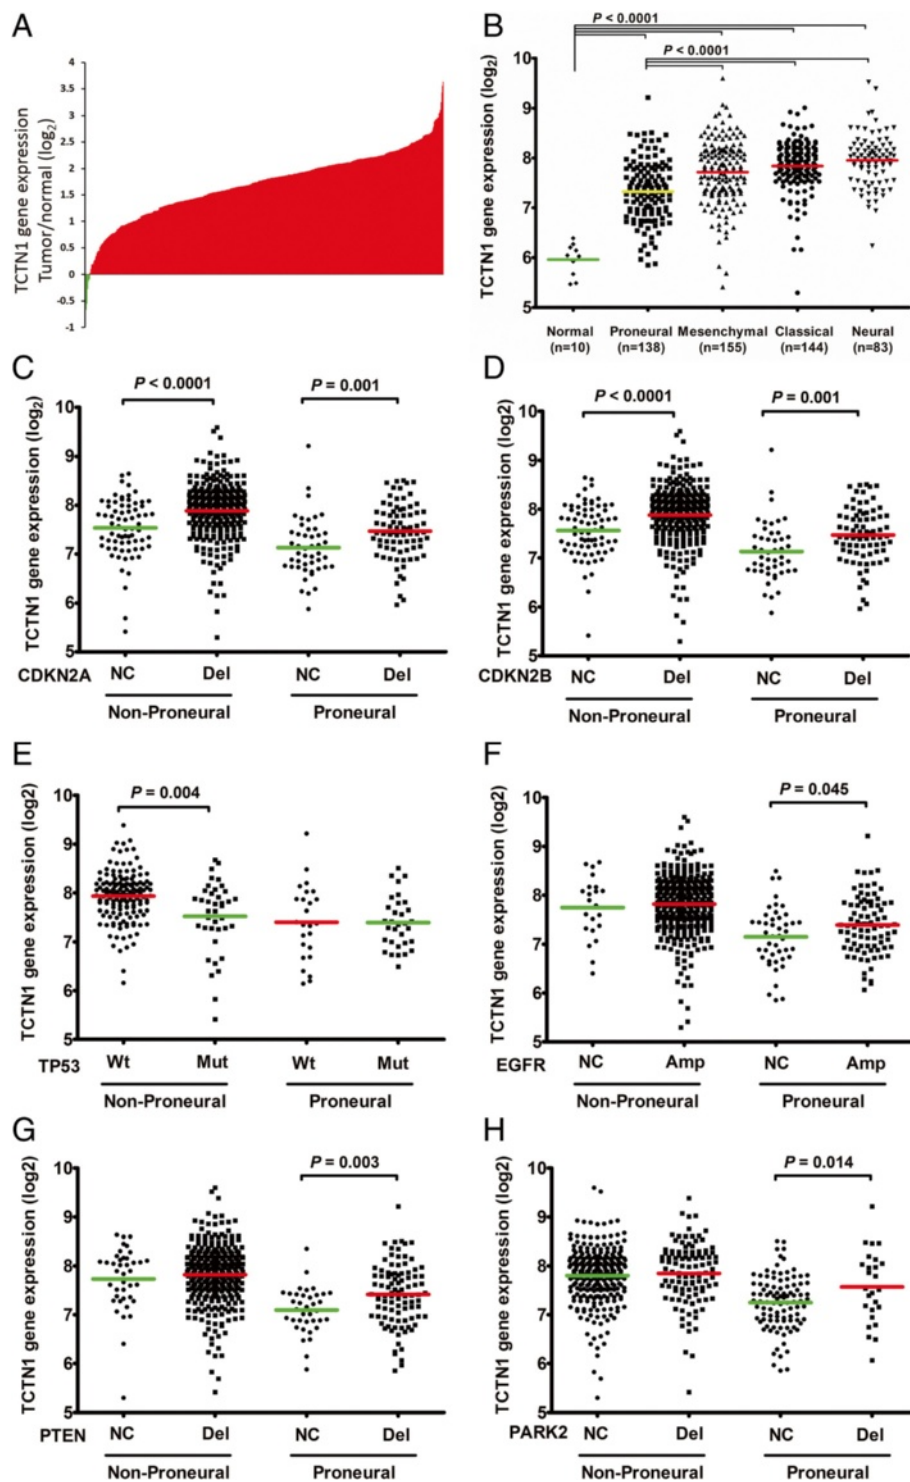 A
TCTN1 gene expression
Tumor/normal (log2)
4
3.5
3
2.5
2
1.5
1
0.5
0
-0.5
-1
B
P < 0.0001
P < 0.0001
TCTN1 gene expression (log2)
10
9
8
7
6
5
Normal Proneural Mesenchymal Classical Neural
(n=10) (n=138) (n=155) (n=144) (n=83)
C
P < 0.0001 P = 0.001
TCTN1 gene expression (log2)
10
9
8
7
6
5
CDKN2A NC Del NC Del
Non-Proneural Proneural
D
P < 0.0001 P = 0.001
TCTN1 gene expression (log2)
10
9
8
7
6
5
CDKN2B NC Del NC Del
Non-Proneural Proneural
E
P = 0.004
TCTN1 gene expression (log2)
10
9
8
7
6
5
TP53 Wt Mut Wt Mut
Non-Proneural Proneural
F
P = 0.045
TCTN1 gene expression (log2)
10
9
8
7
6
5
EGFR NC Amp NC Amp
Non-Proneural Proneural
G
P = 0.003
TCTN1 gene expression (log2)
10
9
8
7
6
5
PTEN NC Del NC Del
Non-Proneural Proneural
H
P = 0.014
TCTN1 gene expression (log2)
10
9
8
7
6
5
PARK2 NC Del NC Del
Non-Proneural Proneural